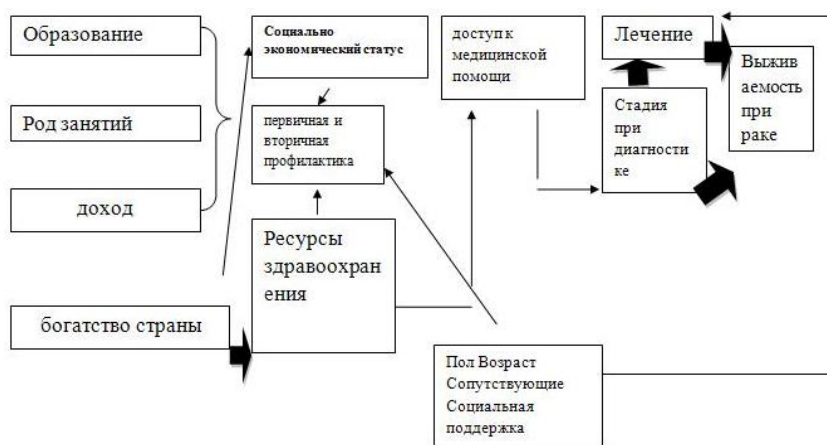 Образование
Род занятий
доход
богатство страны
Социально
экономический статус
первичная и
вторичная
профилактика
Ресурсы
здравоохран
ения
доступ к
медицинской
помощи
Лечение
Стадия
при
диагности
ке
Выжив
аемость
при
раке
Пол Возраст
Сопутствующие
Социальная
поддержка